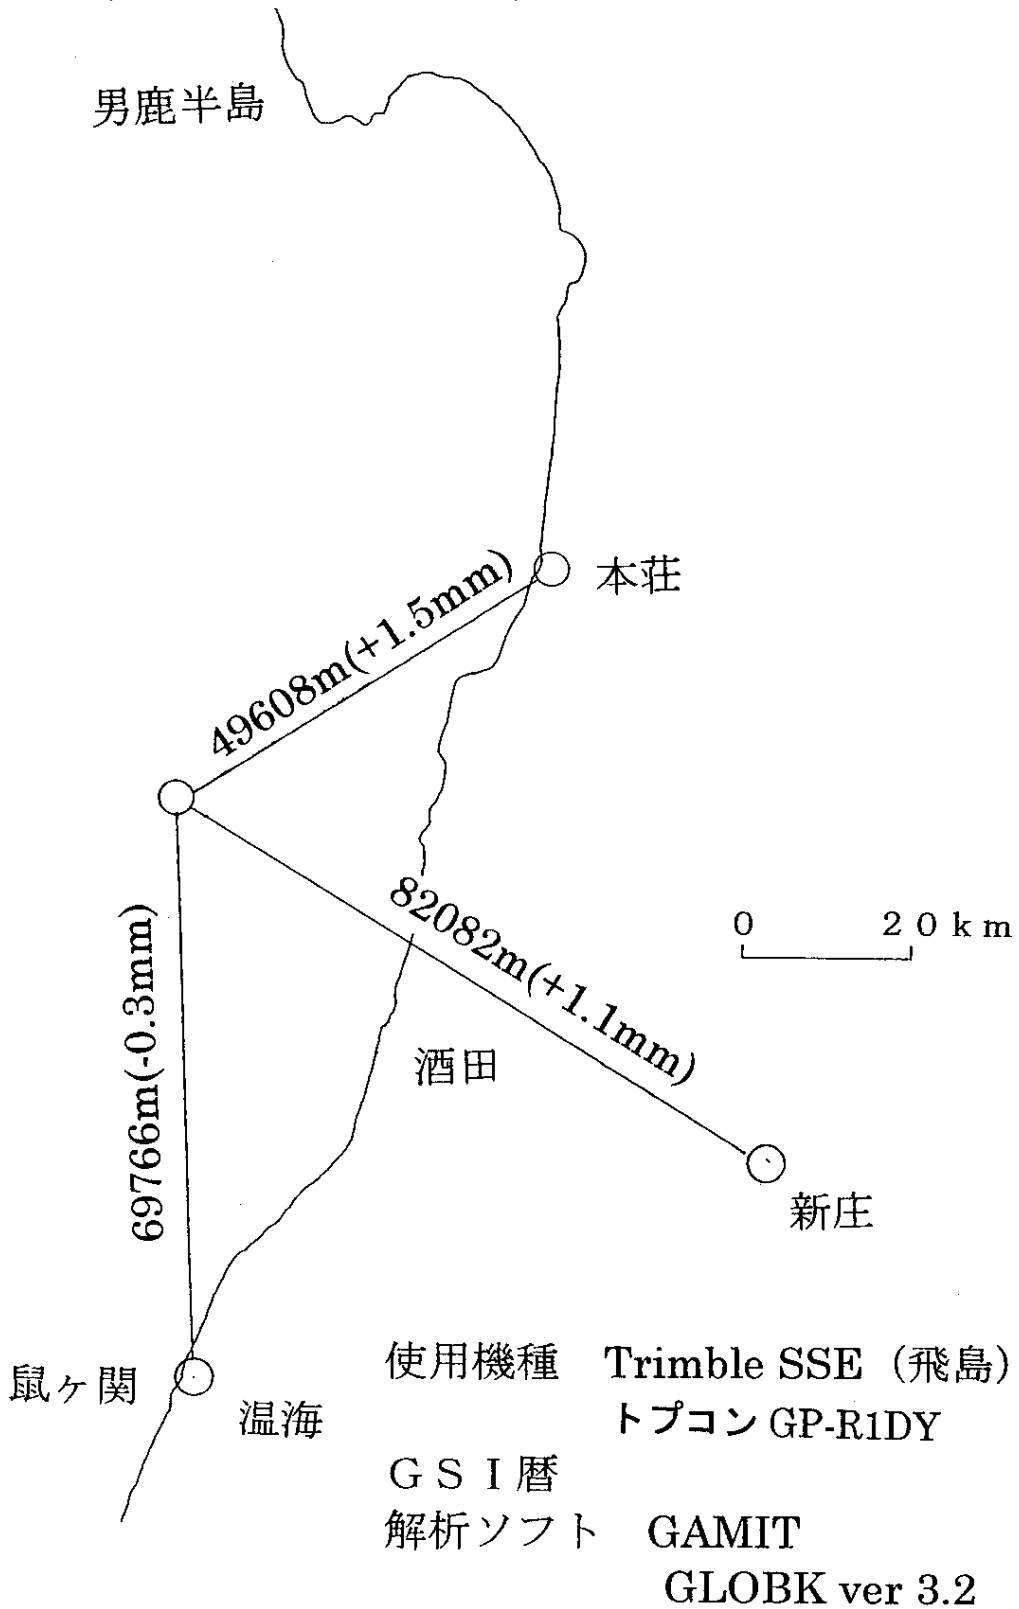 男鹿半島
本荘
49608m(+1.5mm)
82082m(+1.1mm)
0 20km
69766m(-0.3mm)
酒田
新庄
鼠ヶ関
温海
使用機種 Trimble SSE（飛島）
トプコン GP-R1DY
ＧＳＩ暦
解析ソフト GAMIT
GLOBK ver 3.2